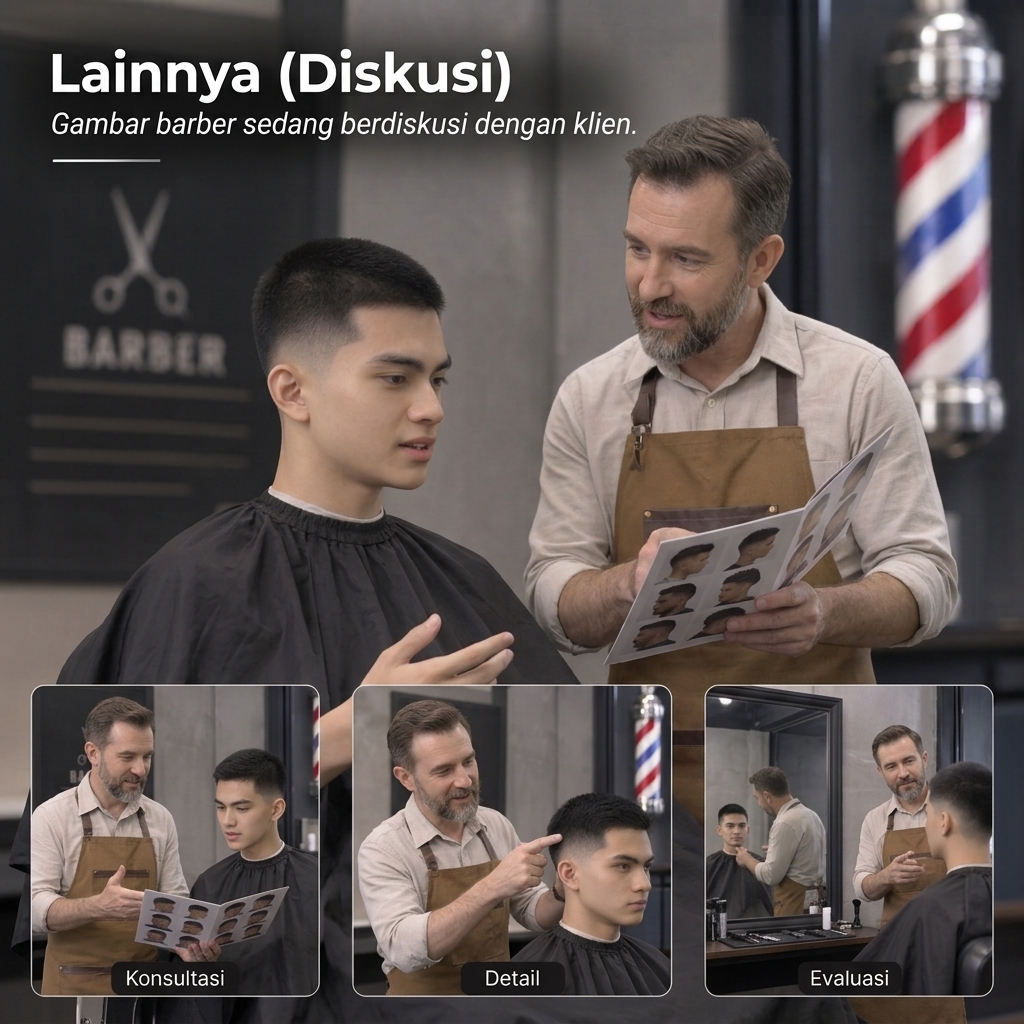 Lainnya (Diskusi)
Gambar barber sedang berdiskusi dengan klien.
BARBER
Konsultasi
Detail
Evaluasi